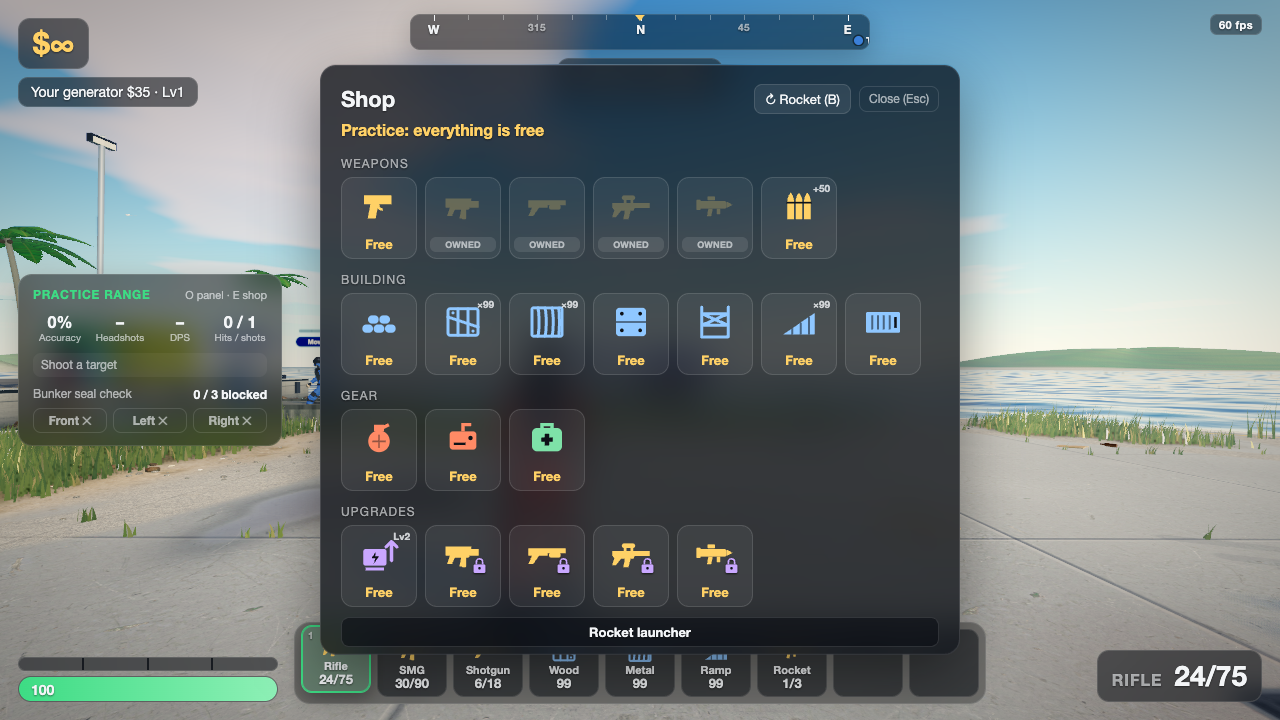 $∞
W 315 N 45 E
60 fps
Your generator $35 · Lv1
Shop
Rocket (B)
Close (Esc)
Practice: everything is free
WEAPONS
+50
Free OWNED OWNED OWNED OWNED Free
BUILDING
×99 ×99 ×99
Free Free Free Free Free Free Free
GEAR
Free Free Free
UPGRADES
Lv2
Free Free Free Free Free
Rocket launcher
PRACTICE RANGE O panel · E shop
0% – – 0 / 1
Accuracy Headshots DPS Hits / shots
Shoot a target
Bunker seal check 0 / 3 blocked
Front ✕ Left ✕ Right ✕
100
1
Rifle SMG Shotgun Wood Metal Ramp Rocket
24/75 30/90 6/18 99 99 99 1/3
RIFLE 24/75